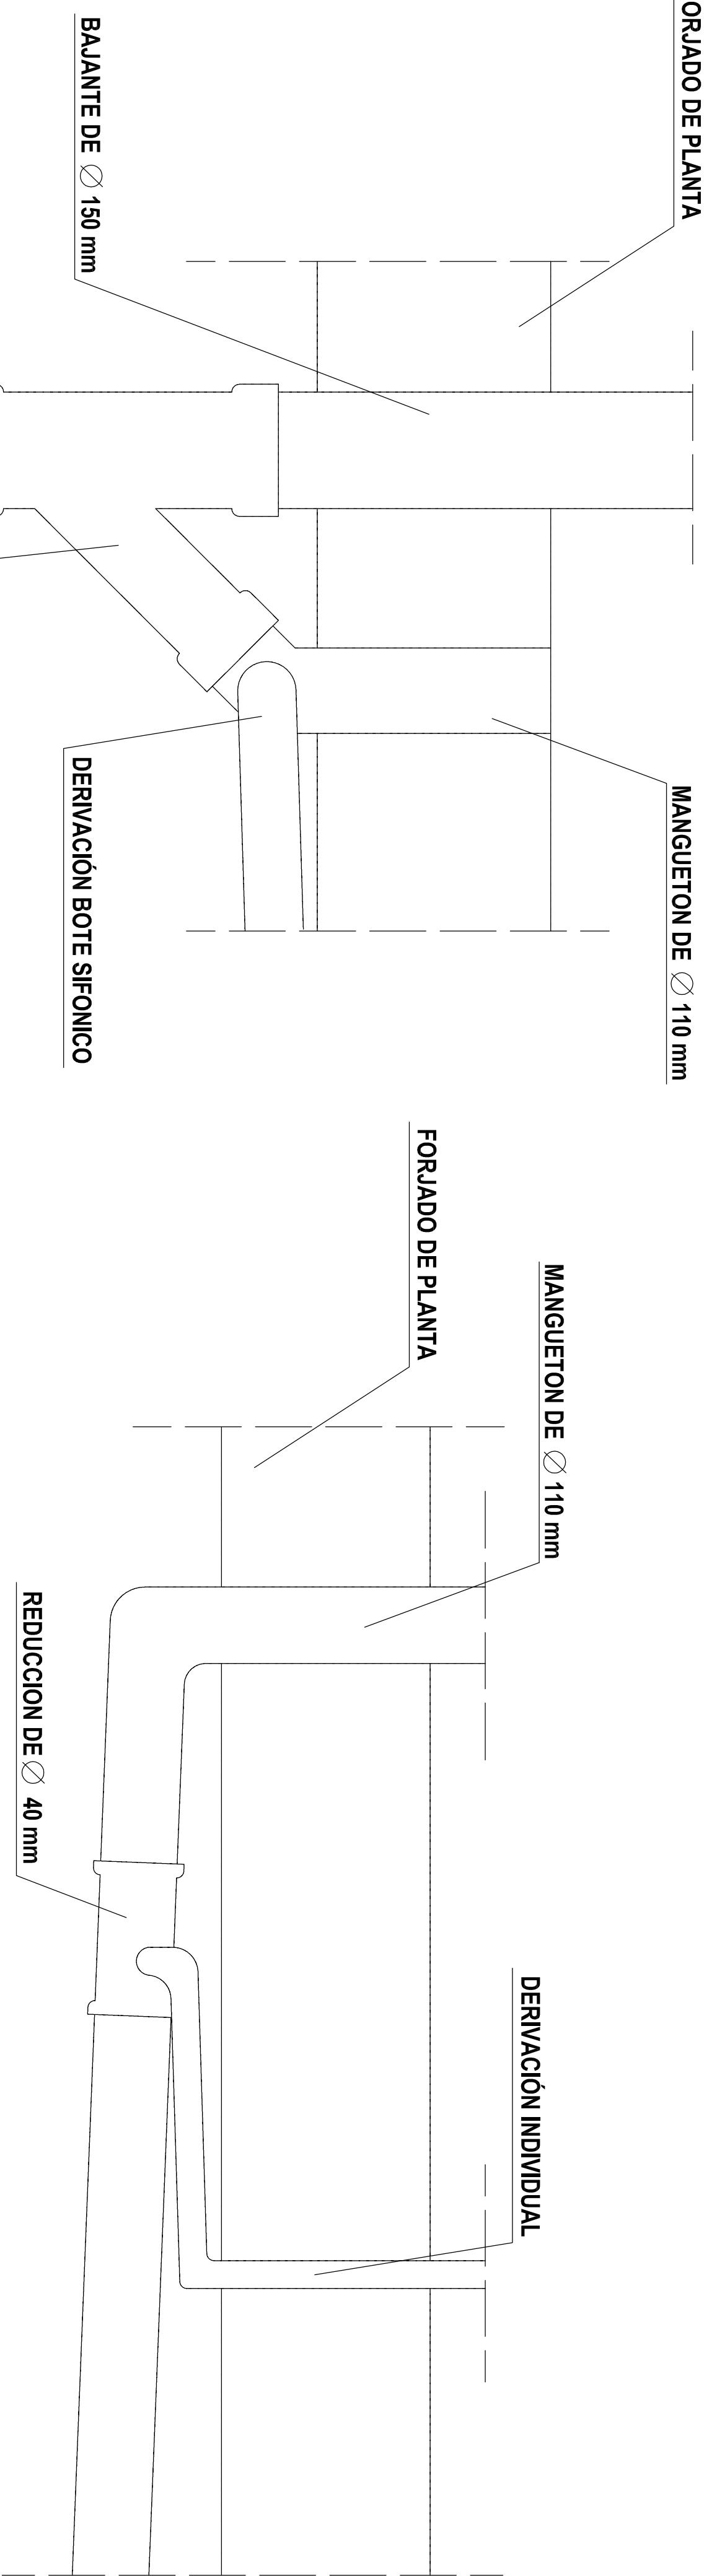 ORJADO DE PLANTA
BAJANTE DE Ø 150 mm
MANGUETON DE Ø 110 mm
DERIVACIÓN BOTE SIFONICO
MANGUETON DE Ø 110 mm
FORJADO DE PLANTA
REDUCCION DE Ø 40 mm
DERIVACIÓN INDIVIDUAL